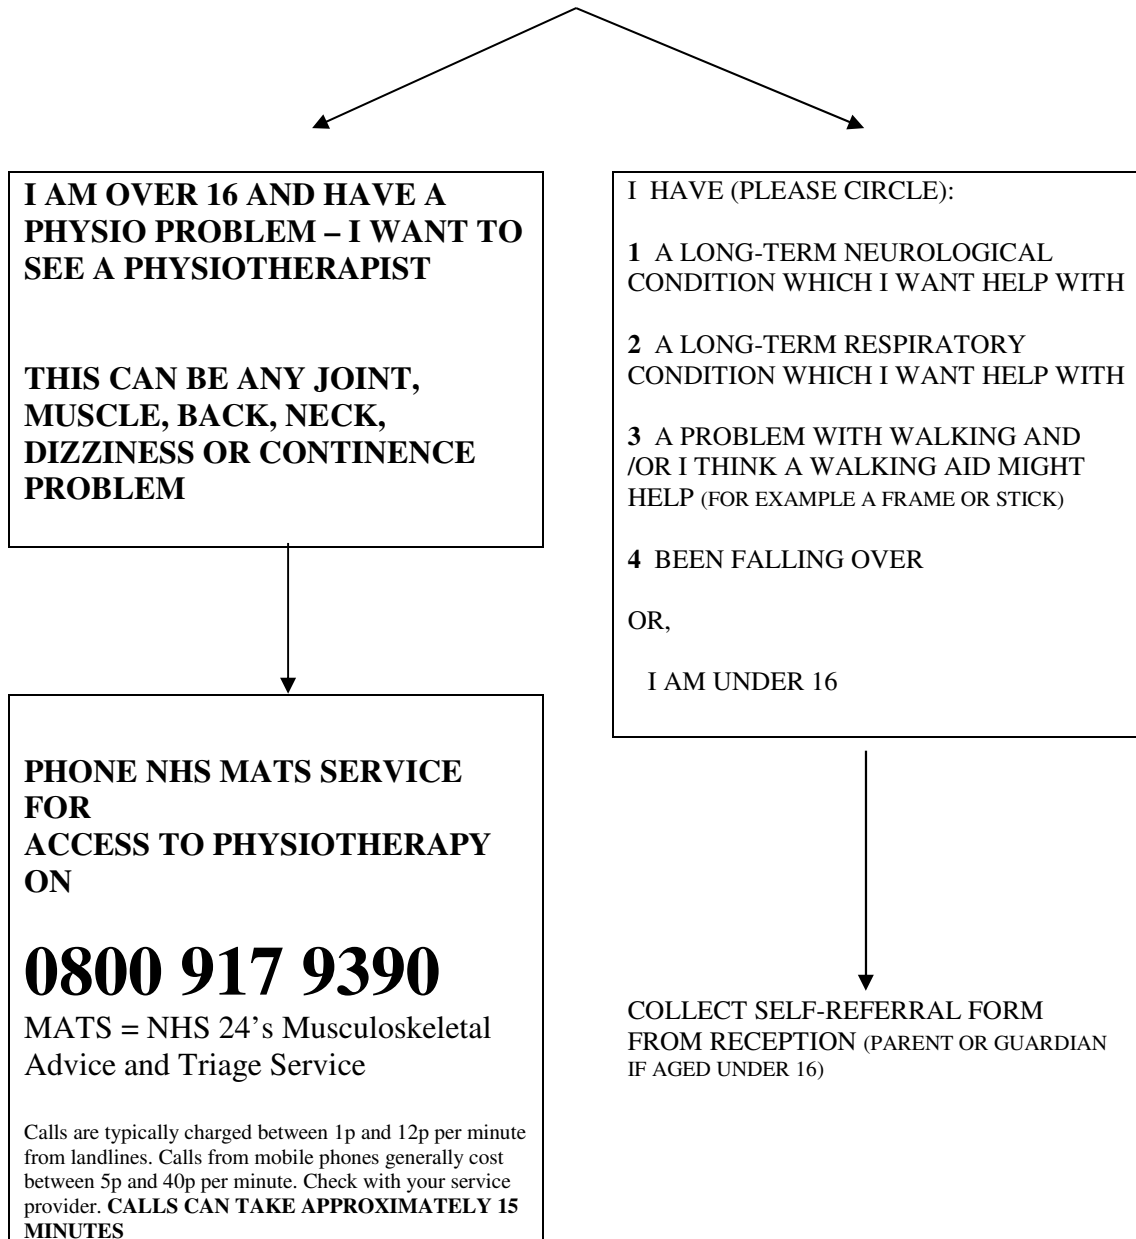 I AM OVER 16 AND HAVE A
PHYSIO PROBLEM – I WANT TO
SEE A PHYSIOTHERAPIST
THIS CAN BE ANY JOINT,
MUSCLE, BACK, NECK,
DIZZINESS OR CONTINENCE
PROBLEM
PHONE NHS MATS SERVICE
FOR
ACCESS TO PHYSIOTHERAPY
ON
0800 917 9390
MATS = NHS 24's Musculoskeletal
Advice and Triage Service
Calls are typically charged between 1p and 12p per minute
from landlines. Calls from mobile phones generally cost
between 5p and 40p per minute. Check with your service
provider. CALLS CAN TAKE APPROXIMATELY 15
MINUTES
I HAVE (PLEASE CIRCLE):
1 A LONG-TERM NEUROLOGICAL
CONDITION WHICH I WANT HELP WITH
2 A LONG-TERM RESPIRATORY
CONDITION WHICH I WANT HELP WITH
3 A PROBLEM WITH WALKING AND
/OR I THINK A WALKING AID MIGHT
HELP (FOR EXAMPLE A FRAME OR STICK)
4 BEEN FALLING OVER
OR,
I AM UNDER 16
COLLECT SELF-REFERRAL FORM
FROM RECEPTION (PARENT OR GUARDIAN
IF AGED UNDER 16)